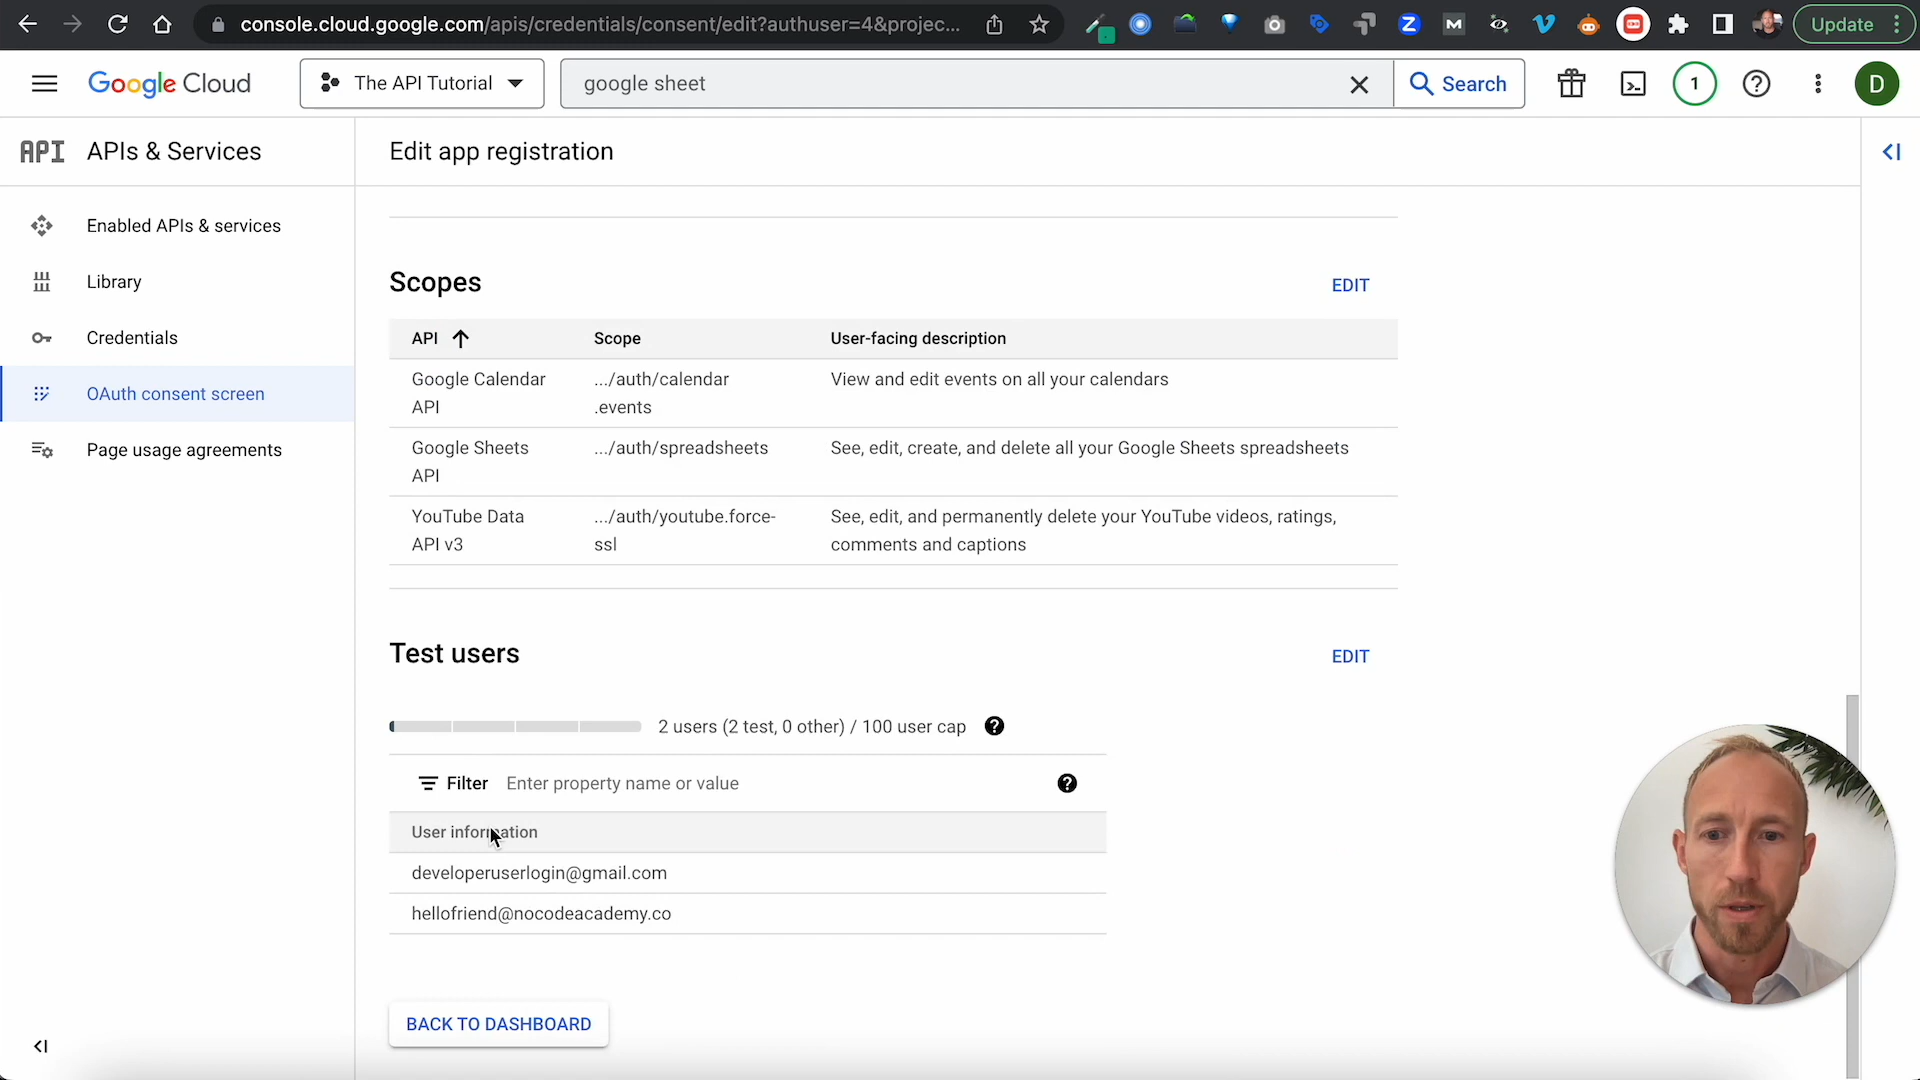 console.cloud.google.com/apis/credentials/consent/edit?authuser=4&projec...
Update
Google Cloud
The API Tutorial
google sheet
Search
1
D
API
APIs & Services
Edit app registration
Enabled APIs & services
Library
Credentials
OAuth consent screen
Page usage agreements
Scopes
EDIT
API
Scope
User-facing description
Google Calendar
API
.../auth/calendar
.events
View and edit events on all your calendars
Google Sheets
API
.../auth/spreadsheets
See, edit, create, and delete all your Google Sheets spreadsheets
YouTube Data
API v3
.../auth/youtube.force-
ssl
See, edit, and permanently delete your YouTube videos, ratings,
comments and captions
Test users
EDIT
2 users (2 test, 0 other) / 100 user cap
Filter
Enter property name or value
User information
developeruserlogin@gmail.com
hellofriend@nocodeacademy.co
BACK TO DASHBOARD